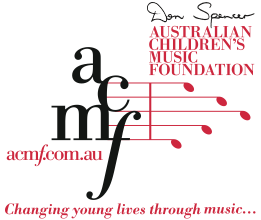 Don Spencer
AUSTRALIAN
CHILDREN'S
MUSIC
FOUNDATION
acmf
acmf.com.au
Changing young lives through music...